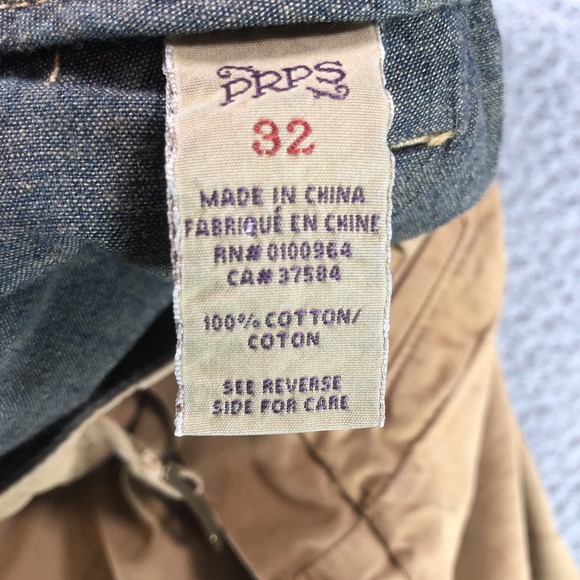 PRPS
32
MADE IN CHINA
FABRIQUÉ EN CHINE
RN# 0100964
CA# 37584
100% COTTON/
COTON
SEE REVERSE
SIDE FOR CARE